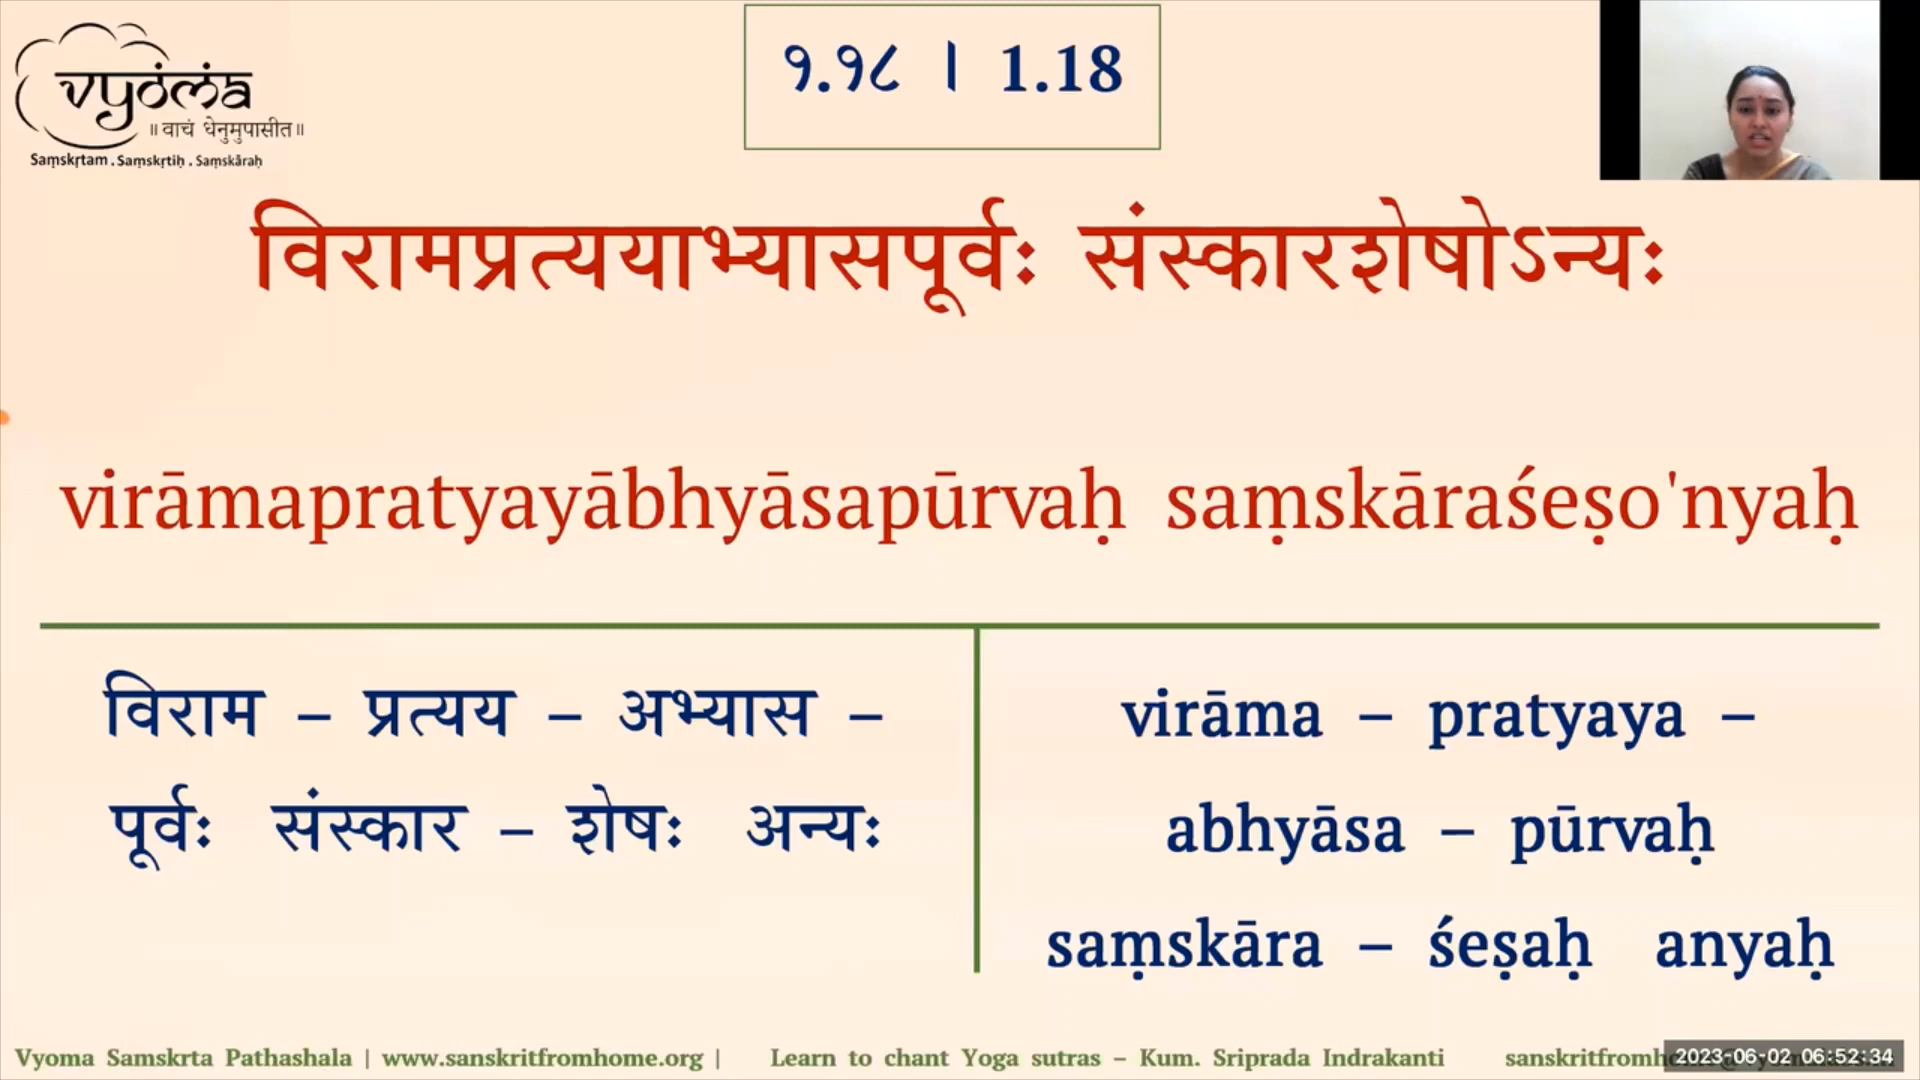 vyoma
॥ वाचं धेनुमुपासीत॥
Saṃskṛtam . Saṃskṛtiḥ . Saṃskāraḥ
१.१८ । 1.18
विरामप्रत्ययाभ्यासपूर्वः संस्कारशेषोऽन्यः
virāmapratyayābhyāsapūrvaḥ saṃskāraśeṣo'nyaḥ
विराम – प्रत्यय – अभ्यास –
पूर्वः संस्कार – शेषः अन्यः
virāma – pratyaya –
abhyāsa – pūrvaḥ
saṃskāra – śeṣaḥ anyaḥ
Vyoma Samskrta Pathashala | www.sanskritfromhome.org | Learn to chant Yoga sutras – Kum. Sriprada Indrakanti
2023-06-02 06:52:34